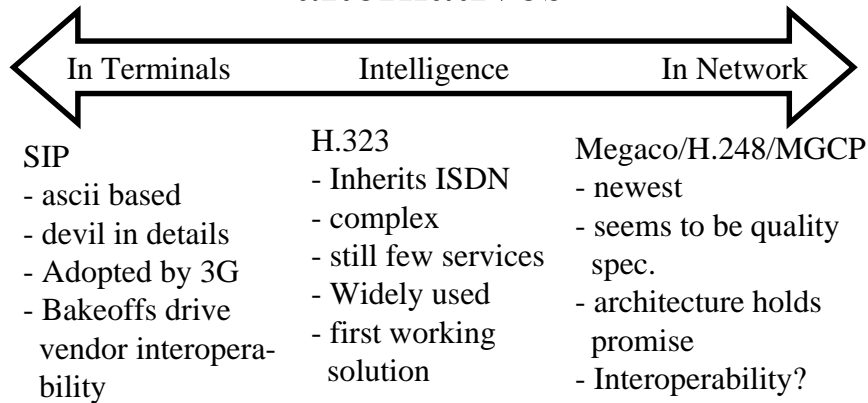 In Terminals Intelligence In Network
SIP
- ascii based
- devil in details
- Adopted by 3G
- Bakeoffs drive
vendor interopera-
bility
H.323
- Inherits ISDN
- complex
- still few services
- Widely used
- first working
solution
Megaco/H.248/MGCP
- newest
- seems to be quality
spec.
- architecture holds
promise
- Interoperability?